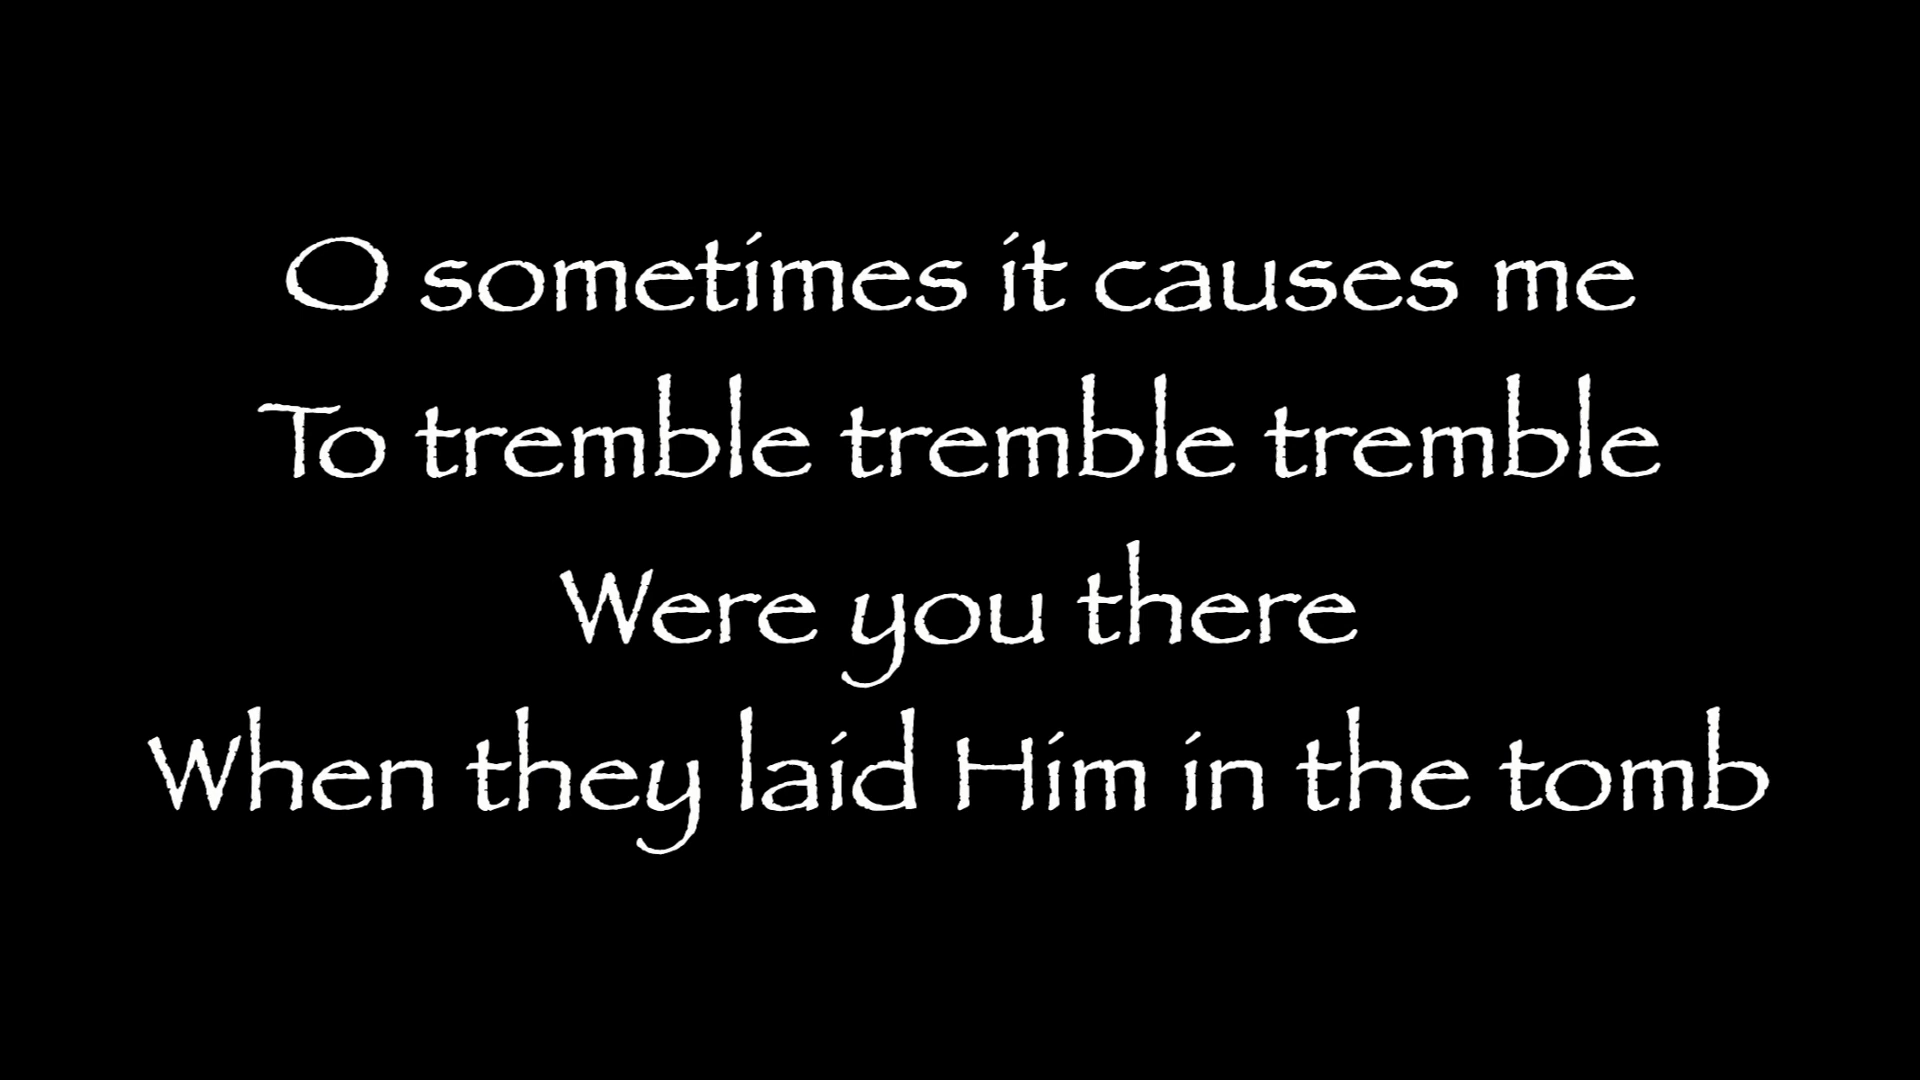 O sometimes it causes me
To tremble tremble tremble
Were you there
When they laid Him in the tomb